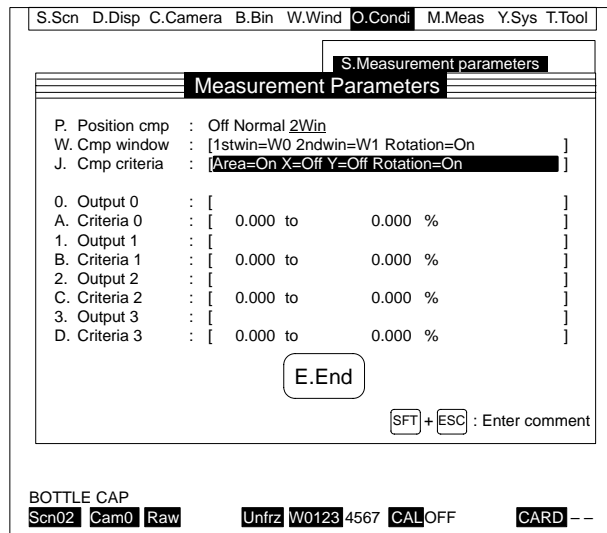 S.Scn D.Disp C.Camera B.Bin W.Wind O.Condi M.Meas Y.Sys T.Tool
S.Measurement parameters
Measurement Parameters
P. Position cmp : Off Normal 2Win
W. Cmp window : [1stwin=W0 2ndwin=W1 Rotation=On ]
J. Cmp criteria : [Area=On X=Off Y=Off Rotation=On ]
0. Output 0 : [ ]
A. Criteria 0 : [ 0.000 to 0.000 % ]
1. Output 1 : [ ]
B. Criteria 1 : [ 0.000 to 0.000 % ]
2. Output 2 : [ ]
C. Criteria 2 : [ 0.000 to 0.000 % ]
3. Output 3 : [ ]
D. Criteria 3 : [ 0.000 to 0.000 % ]
E.End
SFT + ESC : Enter comment
BOTTLE CAP
Scn02 Cam0 Raw Unfrz W0123 4567 CAL OFF CARD – –